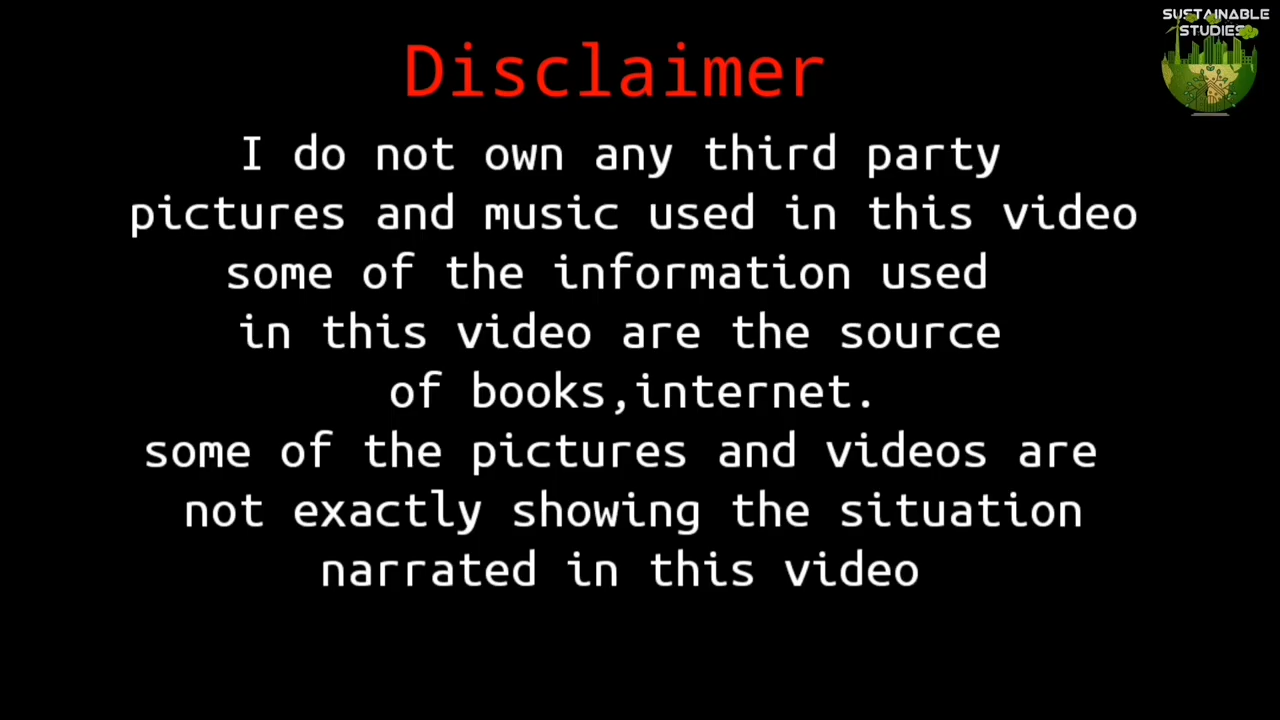 SUSTAINABLE
STUDIES
Disclaimer
I do not own any third party
pictures and music used in this video
some of the information used
in this video are the source
of books,internet.
some of the pictures and videos are
not exactly showing the situation
narrated in this video